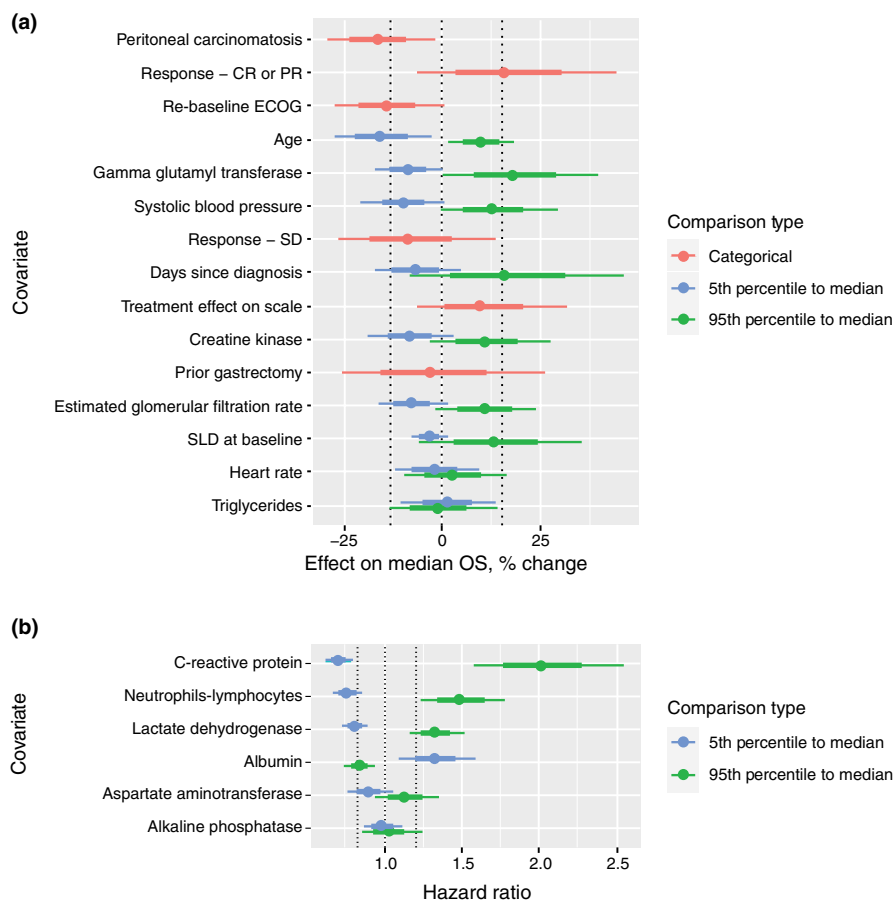 (a)
Covariate
Peritoneal carcinomatosis
Response – CR or PR
Re-baseline ECOG
Age
Gamma glutamyl transferase
Systolic blood pressure
Response – SD
Days since diagnosis
Treatment effect on scale
Creatine kinase
Prior gastrectomy
Estimated glomerular filtration rate
SLD at baseline
Heart rate
Triglycerides
−25 0 25
Effect on median OS, % change
Comparison type
Categorical
5th percentile to median
95th percentile to median
(b)
Covariate
C-reactive protein
Neutrophils-lymphocytes
Lactate dehydrogenase
Albumin
Aspartate aminotransferase
Alkaline phosphatase
1.0 1.5 2.0 2.5
Hazard ratio
Comparison type
5th percentile to median
95th percentile to median